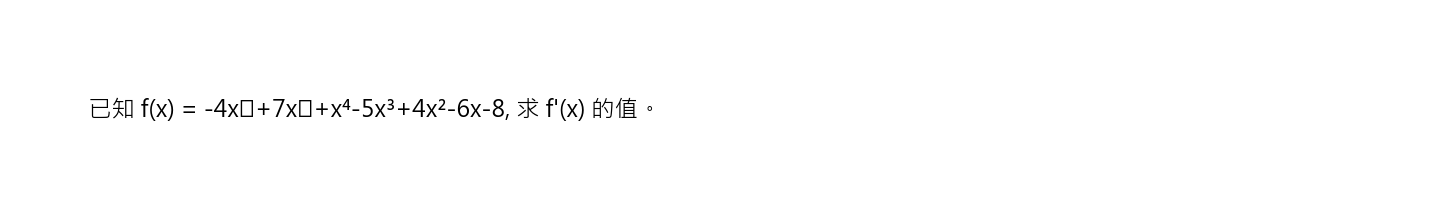 已知 f(x) = -4x▯+7x▯+x⁴-5x³+4x²-6x-8, 求 f'(x) 的值。